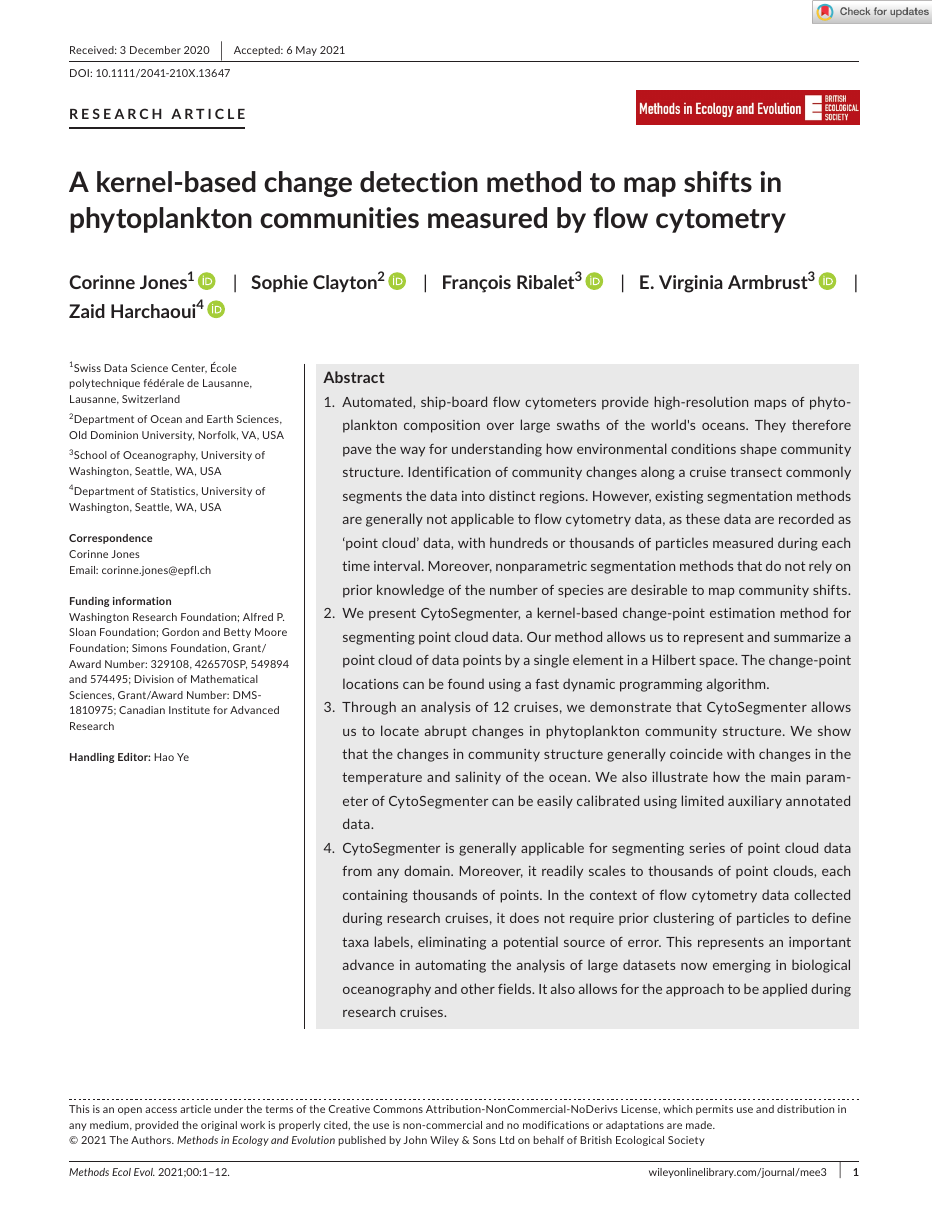 Check for updates
Received: 3 December 2020 | Accepted: 6 May 2021
DOI: 10.1111/2041-210X.13647
RESEARCH ARTICLE
Methods in Ecology and Evolution
BRITISH
ECOLOGICAL
SOCIETY
A kernel-based change detection method to map shifts in
phytoplankton communities measured by flow cytometry
Corinne Jones1 iD | Sophie Clayton2 iD | François Ribalet3 iD | E. Virginia Armbrust3 iD |
Zaid Harchaoui4 iD
1Swiss Data Science Center, École
polytechnique fédérale de Lausanne,
Lausanne, Switzerland
2Department of Ocean and Earth Sciences,
Old Dominion University, Norfolk, VA, USA
3School of Oceanography, University of
Washington, Seattle, WA, USA
4Department of Statistics, University of
Washington, Seattle, WA, USA
Correspondence
Corinne Jones
Email: corinne.jones@epfl.ch
Funding information
Washington Research Foundation; Alfred P.
Sloan Foundation; Gordon and Betty Moore
Foundation; Simons Foundation, Grant/
Award Number: 329108, 426570SP, 549894
and 574495; Division of Mathematical
Sciences, Grant/Award Number: DMS-
1810975; Canadian Institute for Advanced
Research
Handling Editor: Hao Ye
Abstract
1. Automated, ship-board flow cytometers provide high-resolution maps of phyto-
plankton composition over large swaths of the world's oceans. They therefore
pave the way for understanding how environmental conditions shape community
structure. Identification of community changes along a cruise transect commonly
segments the data into distinct regions. However, existing segmentation methods
are generally not applicable to flow cytometry data, as these data are recorded as
‘point cloud’ data, with hundreds or thousands of particles measured during each
time interval. Moreover, nonparametric segmentation methods that do not rely on
prior knowledge of the number of species are desirable to map community shifts.
2. We present CytoSegmenter, a kernel-based change-point estimation method for
segmenting point cloud data. Our method allows us to represent and summarize a
point cloud of data points by a single element in a Hilbert space. The change-point
locations can be found using a fast dynamic programming algorithm.
3. Through an analysis of 12 cruises, we demonstrate that CytoSegmenter allows
us to locate abrupt changes in phytoplankton community structure. We show
that the changes in community structure generally coincide with changes in the
temperature and salinity of the ocean. We also illustrate how the main param-
eter of CytoSegmenter can be easily calibrated using limited auxiliary annotated
data.
4. CytoSegmenter is generally applicable for segmenting series of point cloud data
from any domain. Moreover, it readily scales to thousands of point clouds, each
containing thousands of points. In the context of flow cytometry data collected
during research cruises, it does not require prior clustering of particles to define
taxa labels, eliminating a potential source of error. This represents an important
advance in automating the analysis of large datasets now emerging in biological
oceanography and other fields. It also allows for the approach to be applied during
research cruises.
This is an open access article under the terms of the Creative Commons Attribution-NonCommercial-NoDerivs License, which permits use and distribution in
any medium, provided the original work is properly cited, the use is non-commercial and no modifications or adaptations are made.
© 2021 The Authors. Methods in Ecology and Evolution published by John Wiley & Sons Ltd on behalf of British Ecological Society
Methods Ecol Evol. 2021;00:1–12.
wileyonlinelibrary.com/journal/mee3 | 1